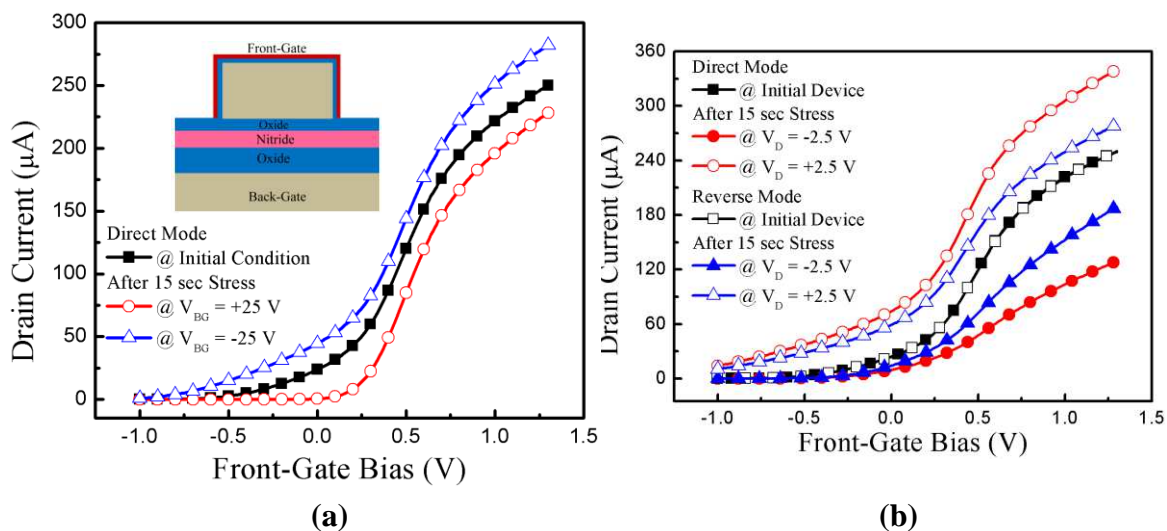 300
250
200
150
100
50
0
Drain Current (μA)
Front-Gate
Oxide
Nitride
Oxide
Back-Gate
Direct Mode
@ Initial Condition
After 15 sec Stress
@ V_BG = +25 V
@ V_BG = -25 V
-1.0 -0.5 0.0 0.5 1.0 1.5
Front-Gate Bias (V)
(a)
360
300
240
180
120
60
0
Drain Current (μA)
Direct Mode
@ Initial Device
After 15 sec Stress
@ V_D = -2.5 V
@ V_D = +2.5 V
Reverse Mode
@ Initial Device
After 15 sec Stress
@ V_D = -2.5 V
@ V_D = +2.5 V
-1.0 -0.5 0.0 0.5 1.0 1.5
Front-Gate Bias (V)
(b)